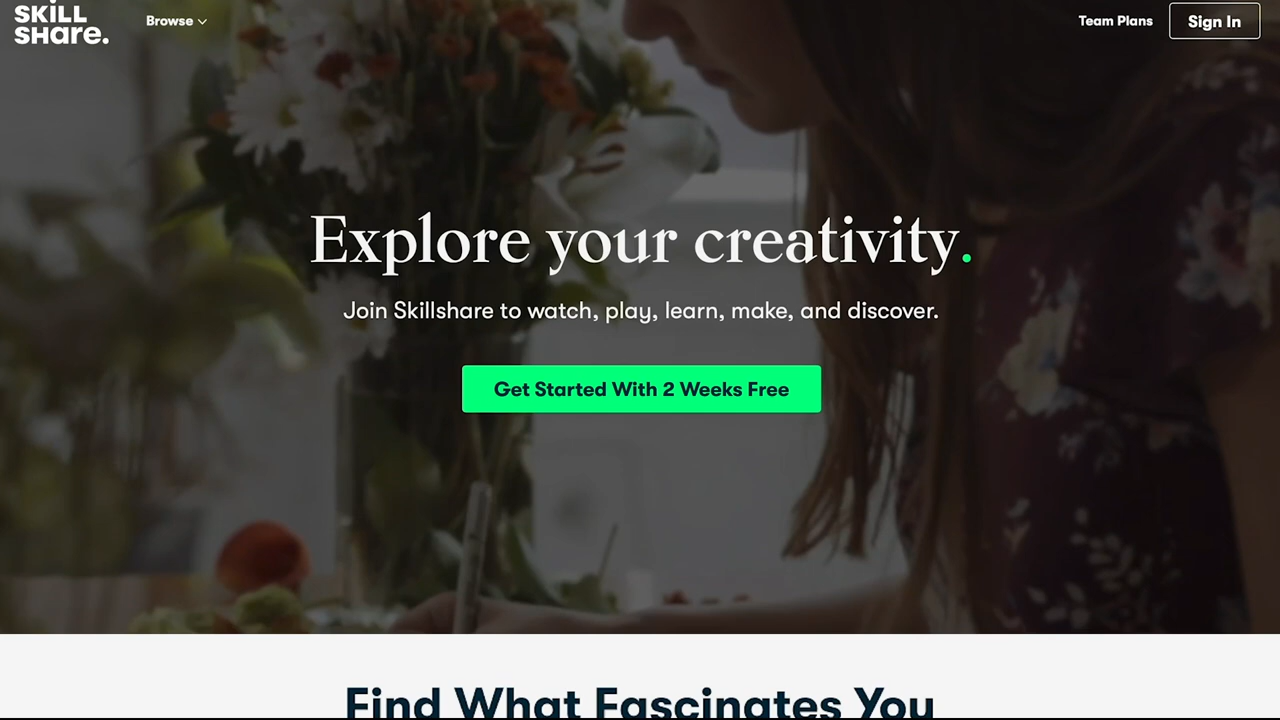 SKiLL
SHare.
Browse
Team Plans
Sign In
Explore your creativity.
Join Skillshare to watch, play, learn, make, and discover.
Get Started With 2 Weeks Free
Find What Fascinates You